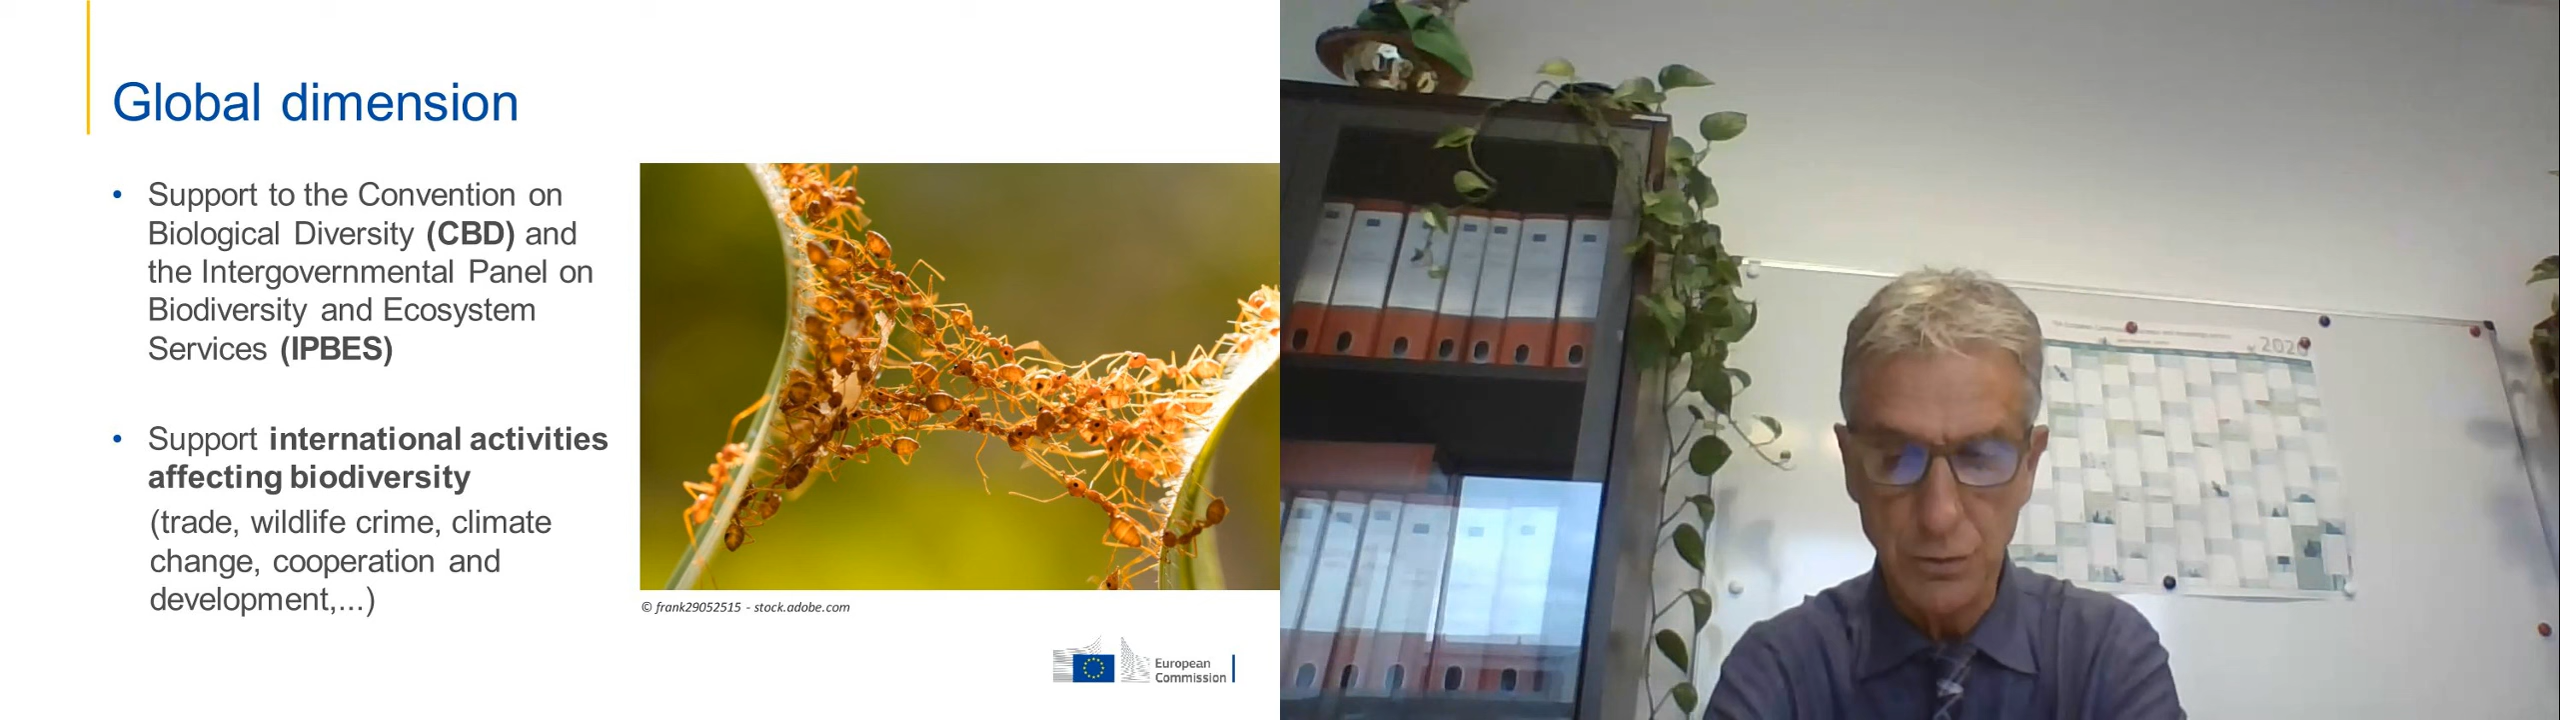 Global dimension
• Support to the Convention on
Biological Diversity (CBD) and
the Intergovernmental Panel on
Biodiversity and Ecosystem
Services (IPBES)
• Support international activities
affecting biodiversity
(trade, wildlife crime, climate
change, cooperation and
development,...)
© frank29052515 - stock.adobe.com
European
Commission
2020